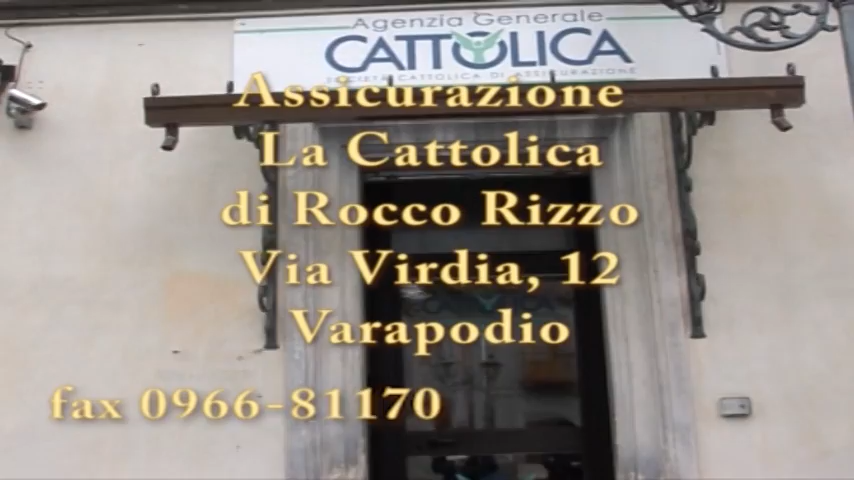 Agenzia Generale
CATTOLICA
SOCIETÀ CATTOLICA DI ASSICURAZIONE
Assicurazione
La Cattolica
di Rocco Rizzo
Via Virdia, 12
Varapodio
fax 0966-81170